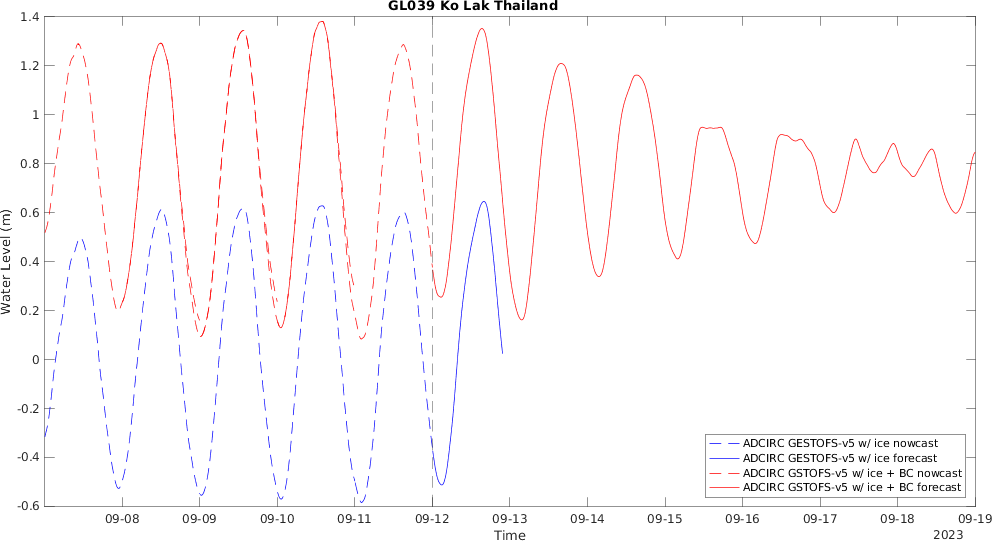 GL039 Ko Lak Thailand
Water Level (m)
1.4
1.2
1
0.8
0.6
0.4
0.2
0
-0.2
-0.4
-0.6
ADCIRC GESTOFS-v5 w/ ice nowcast
ADCIRC GESTOFS-v5 w/ ice forecast
ADCIRC GSTOFS-v5 w/ ice + BC nowcast
ADCIRC GSTOFS-v5 w/ ice + BC forecast
09-08 09-09 09-10 09-11 09-12 09-13 09-14 09-15 09-16 09-17 09-18 09-19
Time
2023